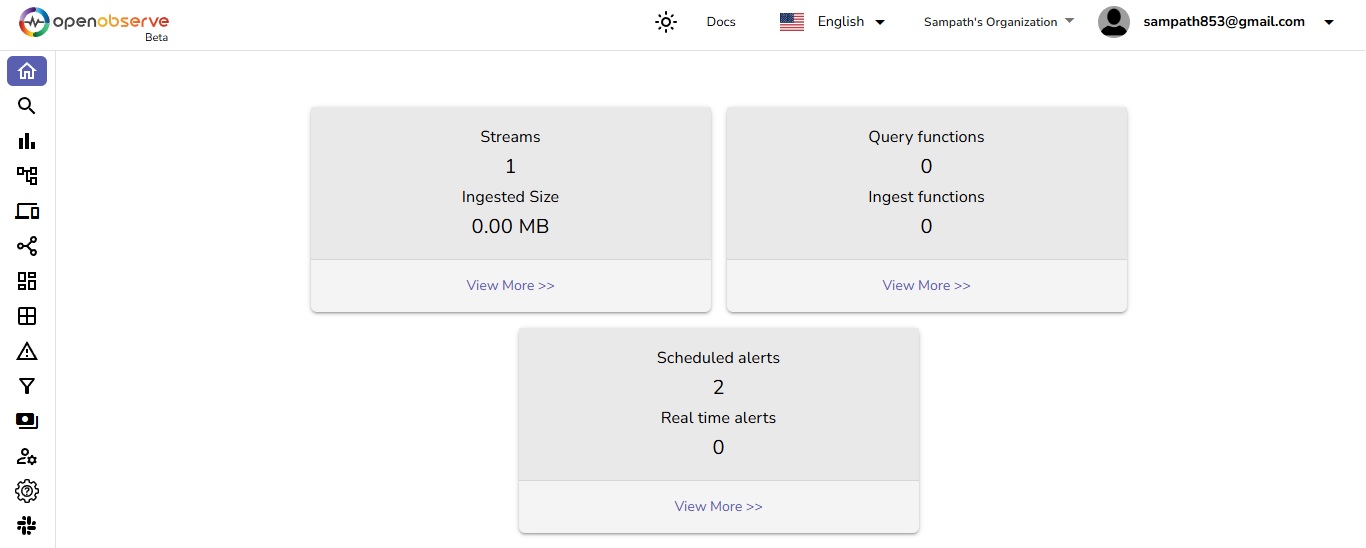 openobserve
Beta
Docs
English
Sampath's Organization
sampath853@gmail.com
Streams
1
Ingested Size
0.00 MB
View More >>
Query functions
0
Ingest functions
0
View More >>
Scheduled alerts
2
Real time alerts
0
View More >>